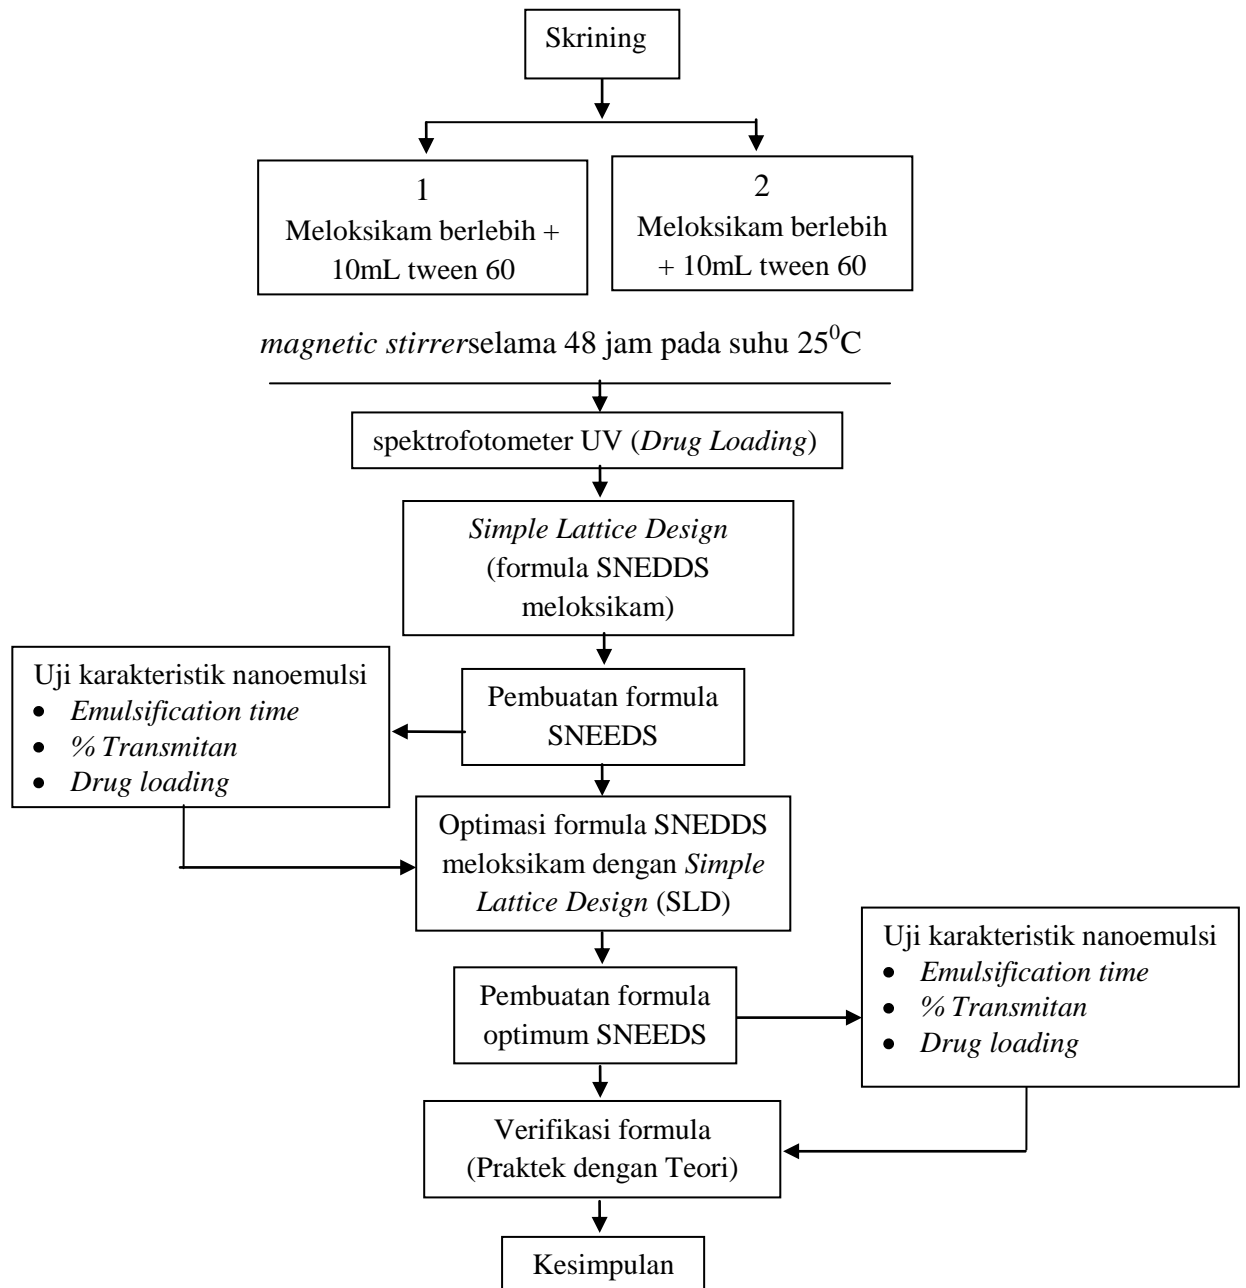 Skrining
1
Meloksikam berlebih +
10mL tween 60
2
Meloksikam berlebih
+ 10mL tween 60
magnetic stirrerselama 48 jam pada suhu 25⁰C
spektrofotometer UV (Drug Loading)
Simple Lattice Design
(formula SNEDDS
meloksikam)
Pembuatan formula
SNEEDS
Uji karakteristik nanoemulsi
• Emulsification time
• % Transmitan
• Drug loading
Optimasi formula SNEDDS
meloksikam dengan Simple
Lattice Design (SLD)
Pembuatan formula
optimum SNEEDS
Uji karakteristik nanoemulsi
• Emulsification time
• % Transmitan
• Drug loading
Verifikasi formula
(Praktek dengan Teori)
Kesimpulan